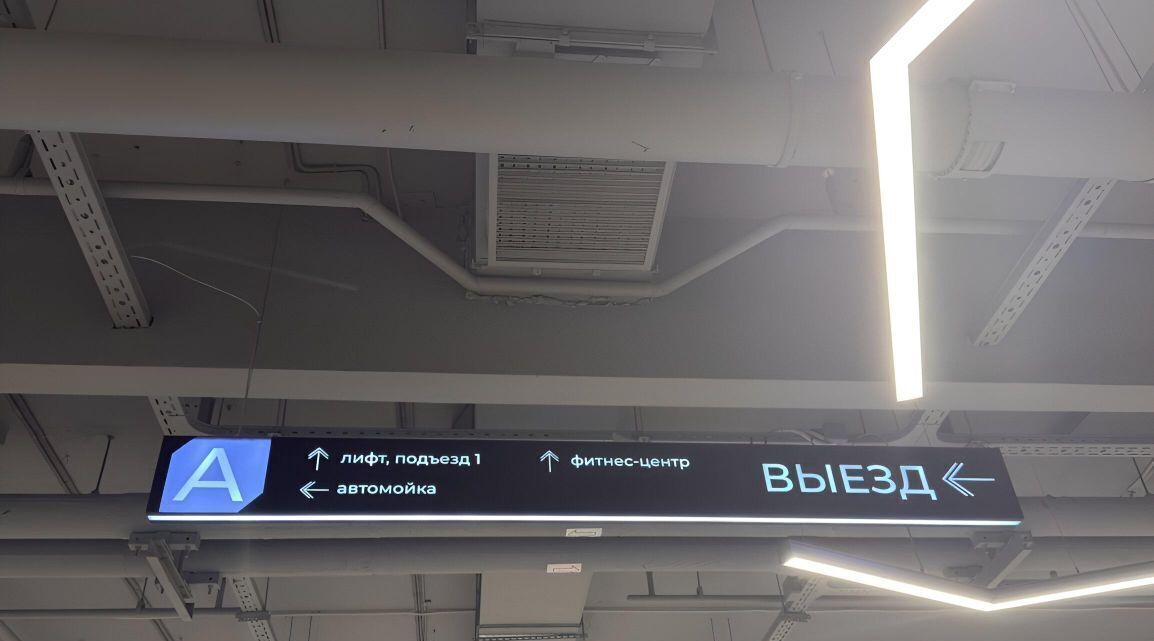 А
лифт, подъезд 1
автомойка
фитнес-центр
ВЫЕЗД